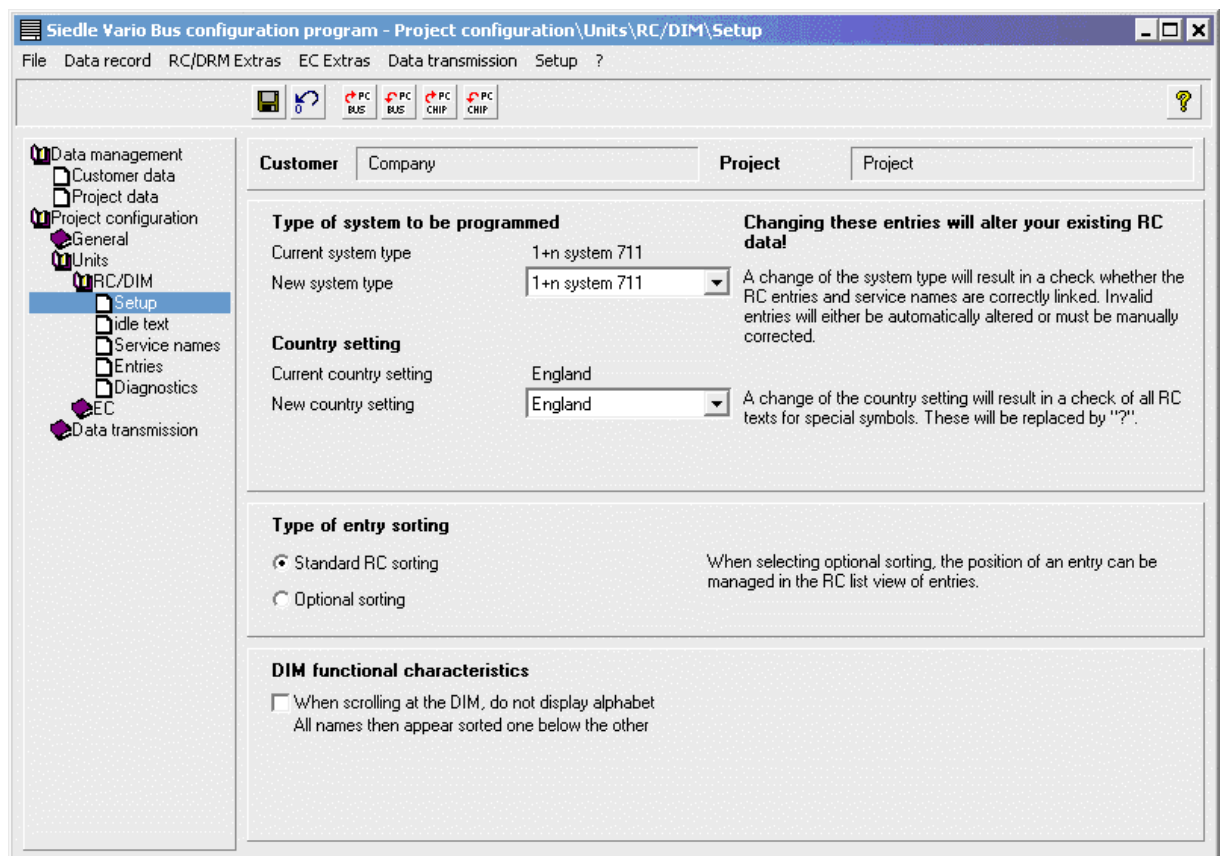 Siedle Vario Bus configuration program - Project configuration\Units\RC/DIM\Setup
File Data record RC/DRM Extras EC Extras Data transmission Setup ?
0 PC BUS PC BUS PC CHIP PC CHIP ?
Data management
Customer data
Project data
Project configuration
General
Units
RC/DIM
Setup
idle text
Service names
Entries
Diagnostics
EC
Data transmission
Customer Company Project Project
Type of system to be programmed
Current system type 1+n system 711
New system type 1+n system 711
Country setting
Current country setting England
New country setting England
Changing these entries will alter your existing RC
data!
A change of the system type will result in a check whether the
RC entries and service names are correctly linked. Invalid
entries will either be automatically altered or must be manually
corrected.
A change of the country setting will result in a check of all RC
texts for special symbols. These will be replaced by "?".
Type of entry sorting
Standard RC sorting
Optional sorting
When selecting optional sorting, the position of an entry can be
managed in the RC list view of entries.
DIM functional characteristics
When scrolling at the DIM, do not display alphabet
All names then appear sorted one below the other